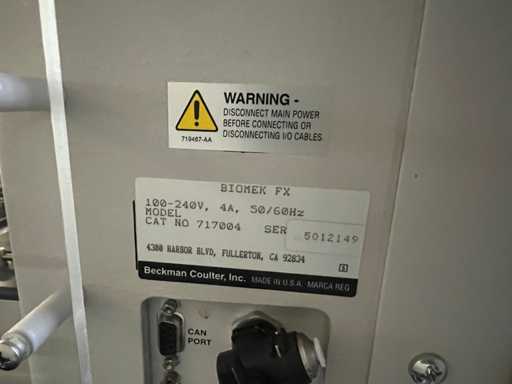 WARNING -
DISCONNECT MAIN POWER
BEFORE CONNECTING OR
DISCONNECTING I/O CABLES
719467-AA
BIOMEK FX
100-240V, 4A, 50/60Hz
MODEL
CAT NO 717004 SER 5012149
4300 HARBOR BLVD, FULLERTON, CA 92834
Beckman Coulter, Inc. MADE IN U.S.A. MARCA REG
CAN
PORT